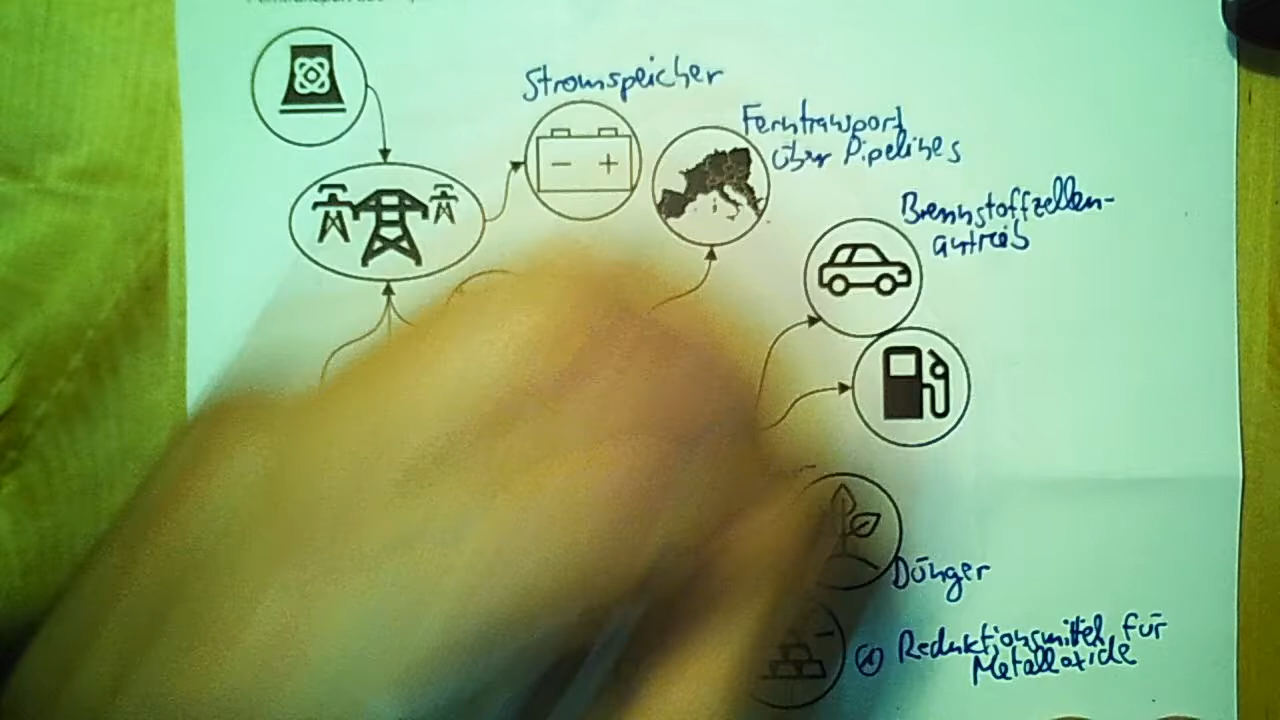 Stromspeicher
Ferntransport
über Pipelines
Brennstoffzellen-
antrieb
Dünger
Reduktionsmittel für
Metalloxide